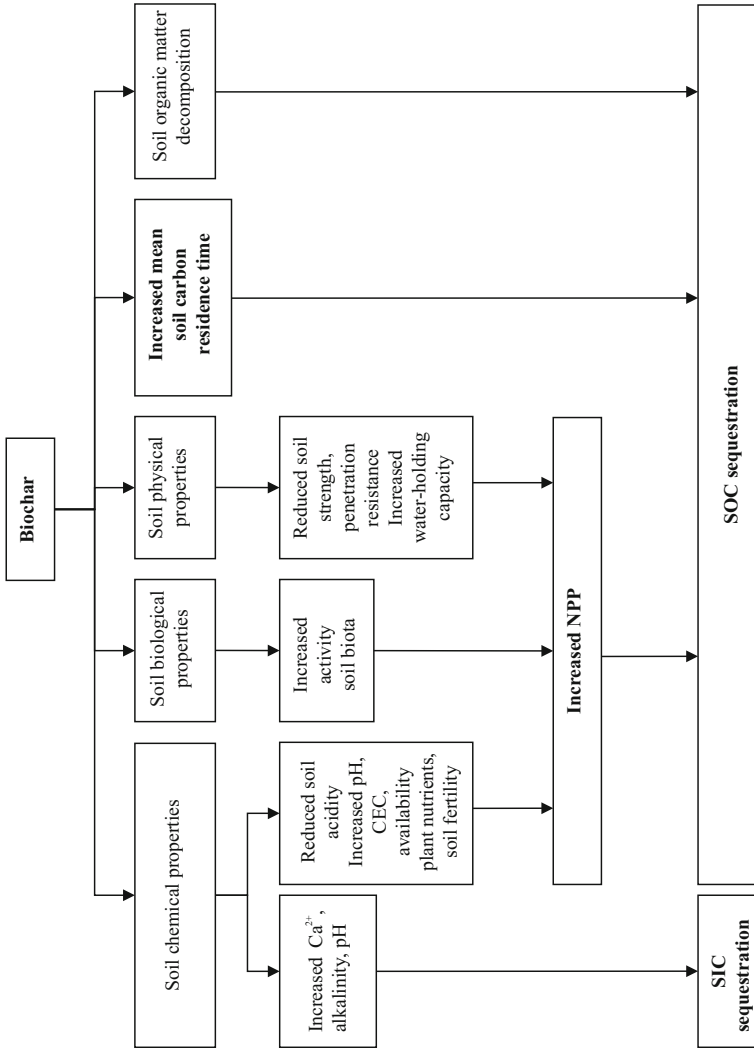 Biochar
Soil chemical properties
Soil biological
properties
Soil physical
properties
Increased mean
soil carbon
residence time
Soil organic matter
decomposition
Increased Ca²⁺,
alkalinity, pH
Reduced soil
acidity
Increased pH,
CEC,
availability
plant nutrients,
soil fertility
Increased
activity
soil biota
Reduced soil
strength,
penetration
resistance Increased
water-holding
capacity
Increased NPP
SIC
sequestration
SOC sequestration